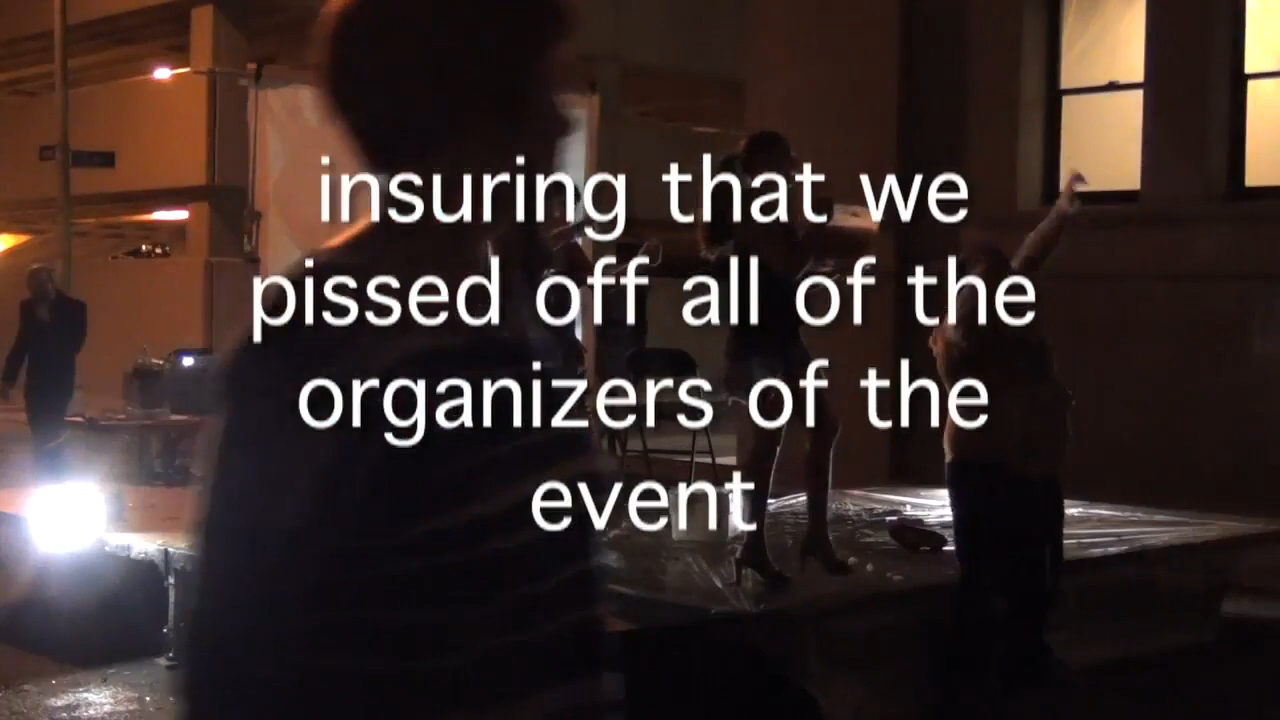 insuring that we
pissed off all of the
organizers of the
event